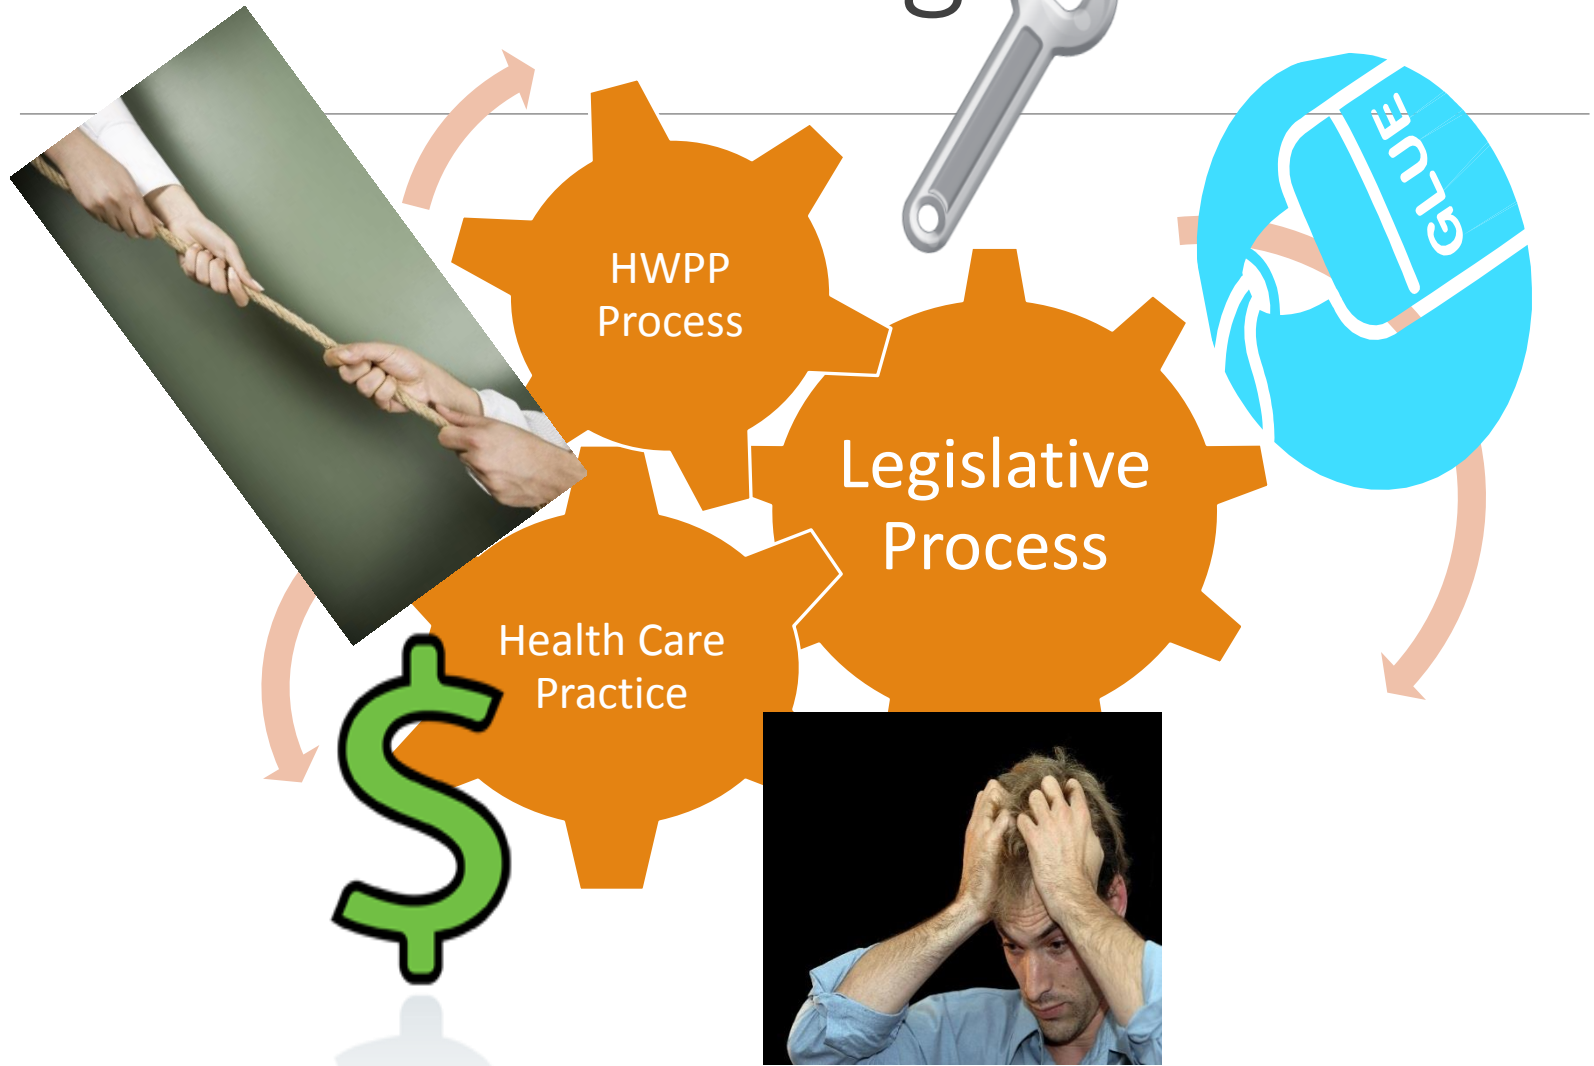 HWPP
Process
GLUE
Legislative
Process
Health Care
Practice